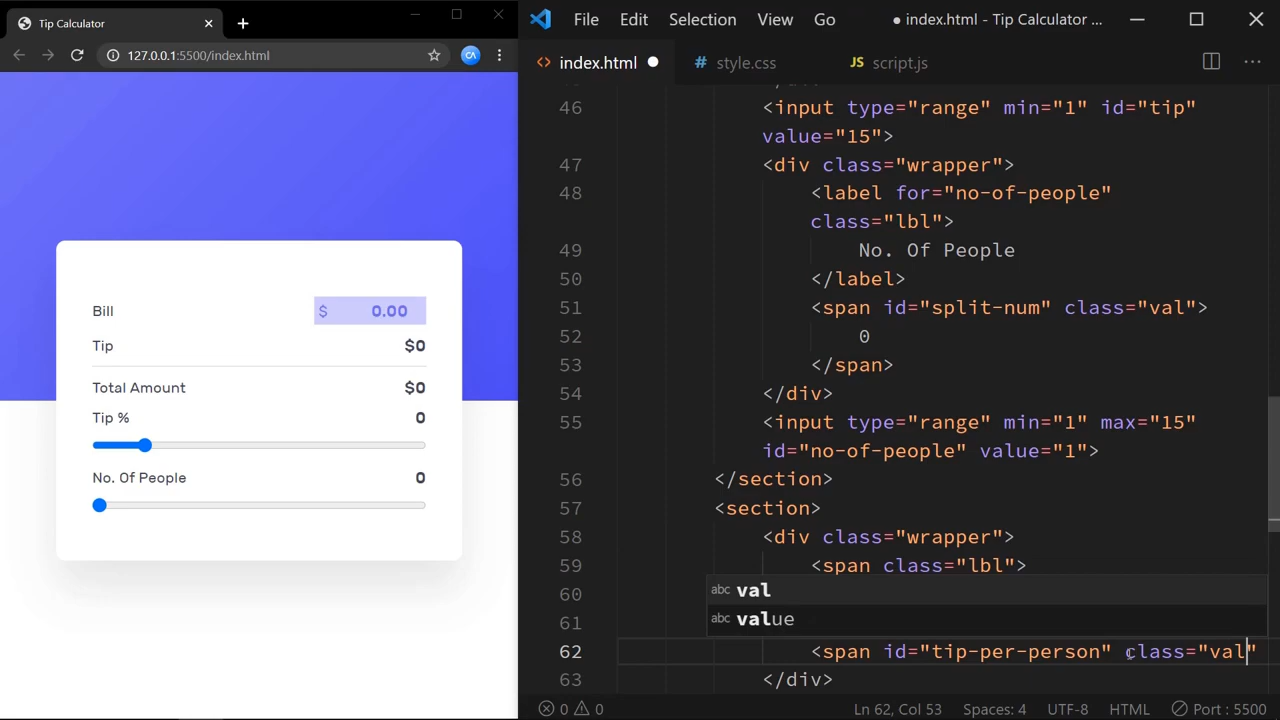 Tip Calculator
127.0.0.1:5500/index.html
CA
Bill
$ 0.00
Tip
$0
Total Amount
$0
Tip %
0
No. Of People
0
File Edit Selection View Go
● index.html - Tip Calculator ...
<> index.html
# style.css
JS script.js
46 <input type="range" min="1" id="tip"
value="15">
47 <div class="wrapper">
48 <label for="no-of-people"
class="lbl">
49 No. Of People
50 </label>
51 <span id="split-num" class="val">
52 0
53 </span>
54 </div>
55 <input type="range" min="1" max="15"
id="no-of-people" value="1">
56 </section>
57 <section>
58 <div class="wrapper">
59 <span class="lbl">
60
abc val
61
abc value
62 <span id="tip-per-person" class="val"
63 </div>
0 0
Ln 62, Col 53
Spaces: 4
UTF-8
HTML
Port : 5500